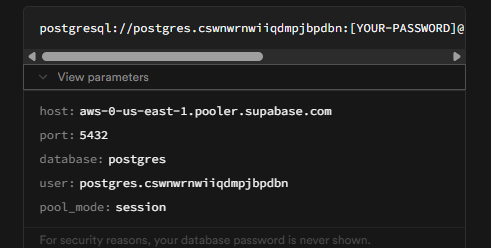 postgresql://postgres.cswnwrnwiiqdmpjbpdbn:[YOUR-PASSWORD]@
View parameters
host: aws-0-us-east-1.pooler.supabase.com
port: 5432
database: postgres
user: postgres.cswnwrnwiiqdmpjbpdbn
pool_mode: session
For security reasons, your database password is never shown.